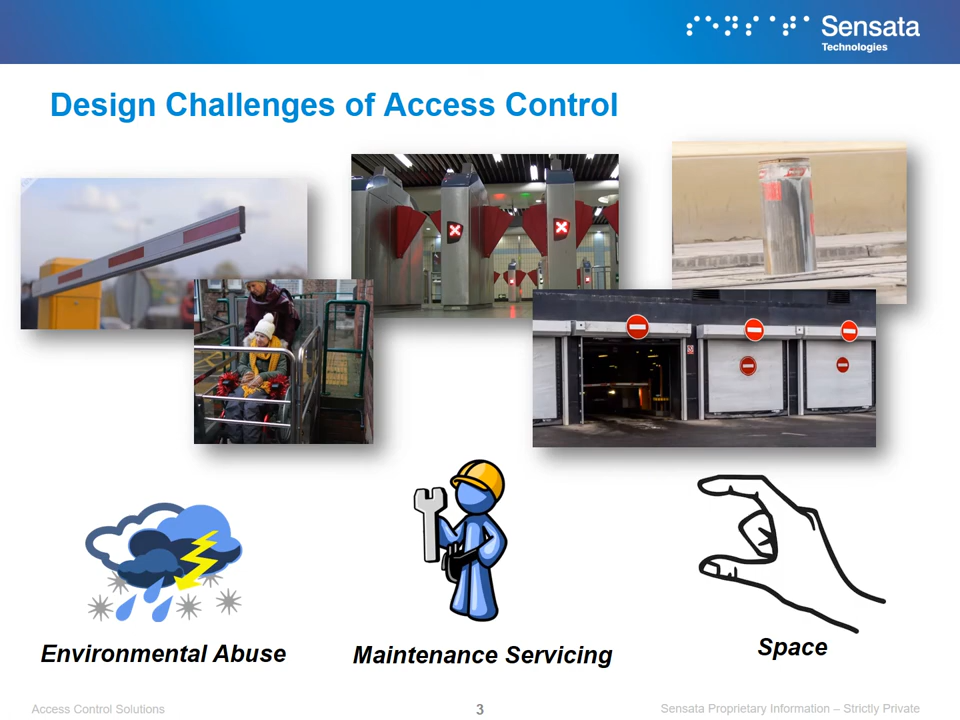 Sensata
Technologies
Design Challenges of Access Control
Environmental Abuse
Maintenance Servicing
Space
Access Control Solutions
3
Sensata Proprietary Information – Strictly Private